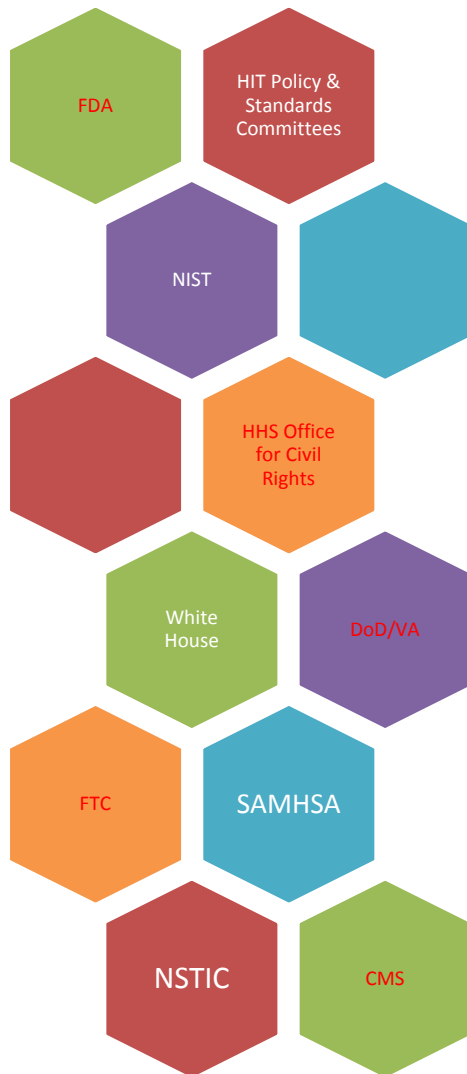 FDA
HIT Policy &
Standards
Committees
NIST
HHS Office
for Civil
Rights
White
House
DoD/VA
FTC
SAMHSA
NSTIC
CMS